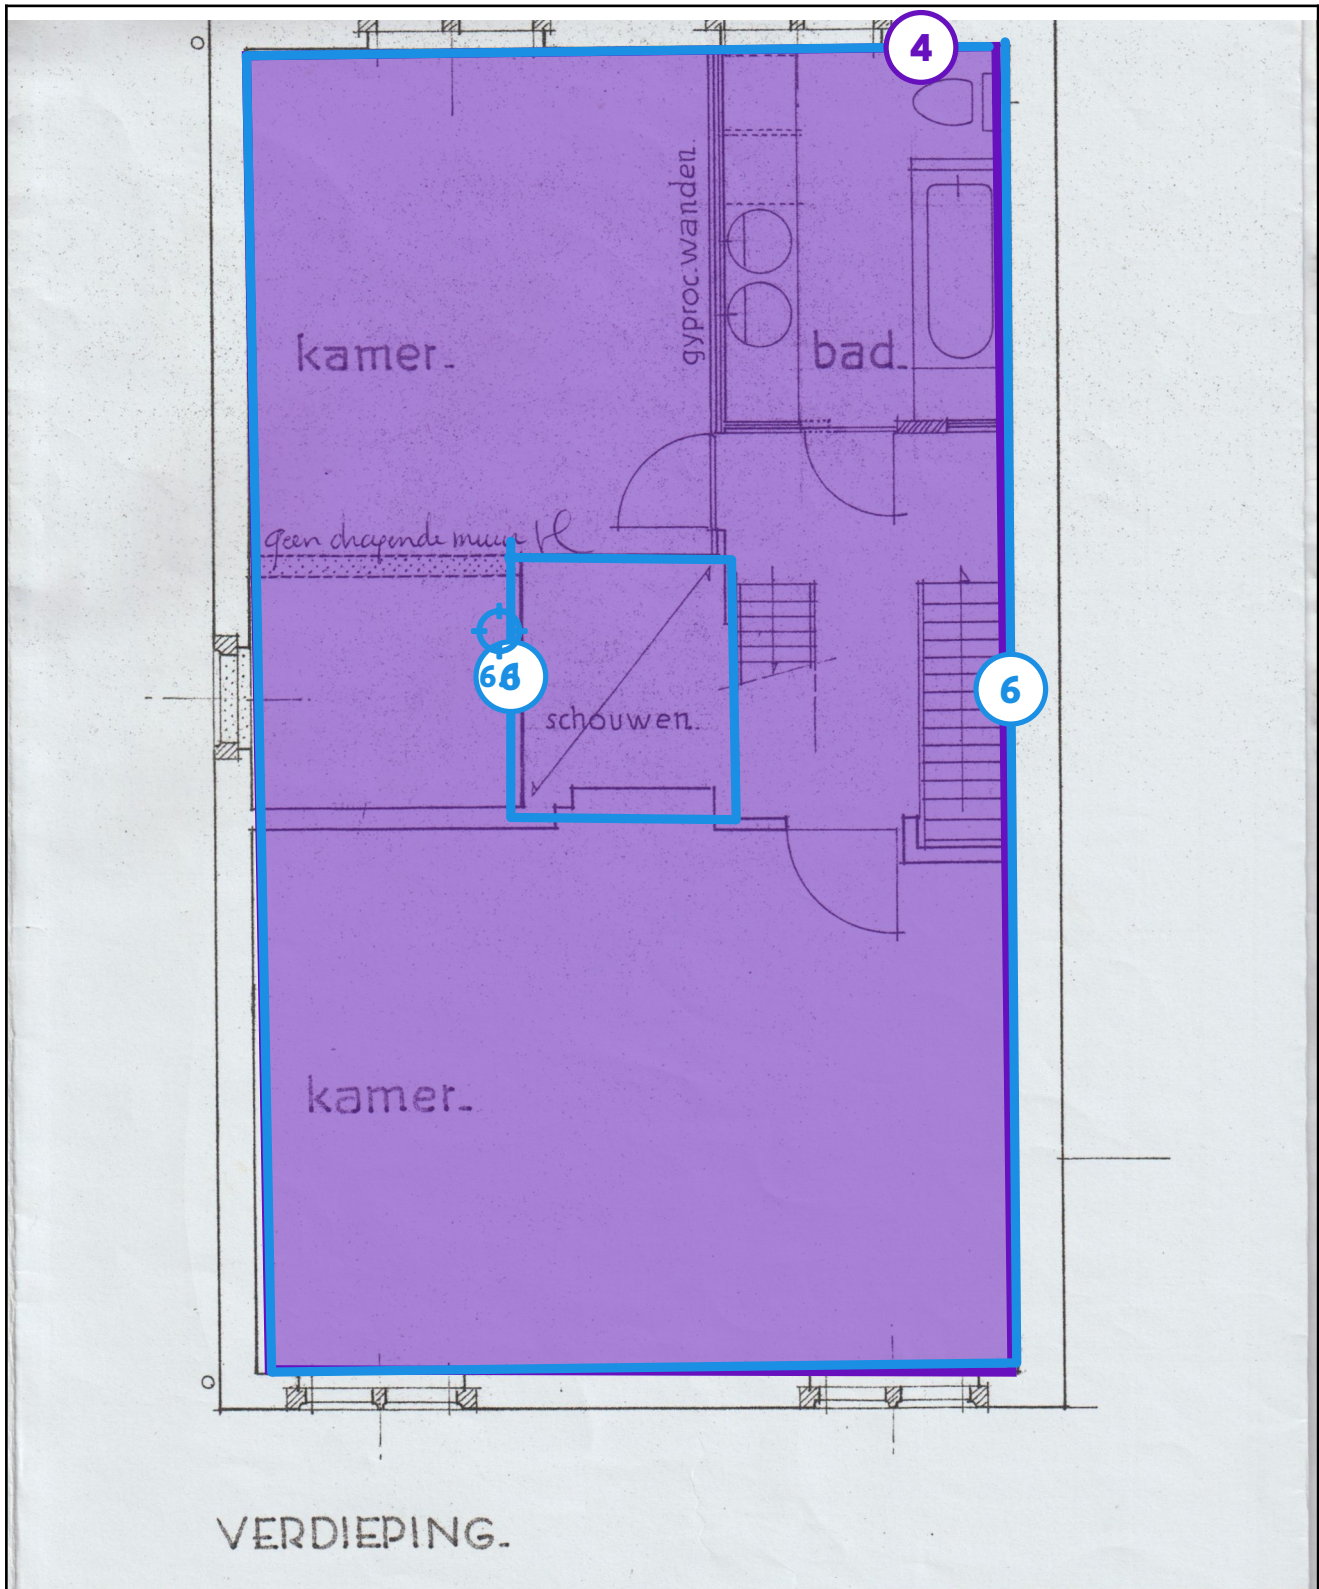 4
gyproc.wanden.
kamer.
bad.
geen dragende muur
6
schouwen.
kamer.
VERDIEPING.